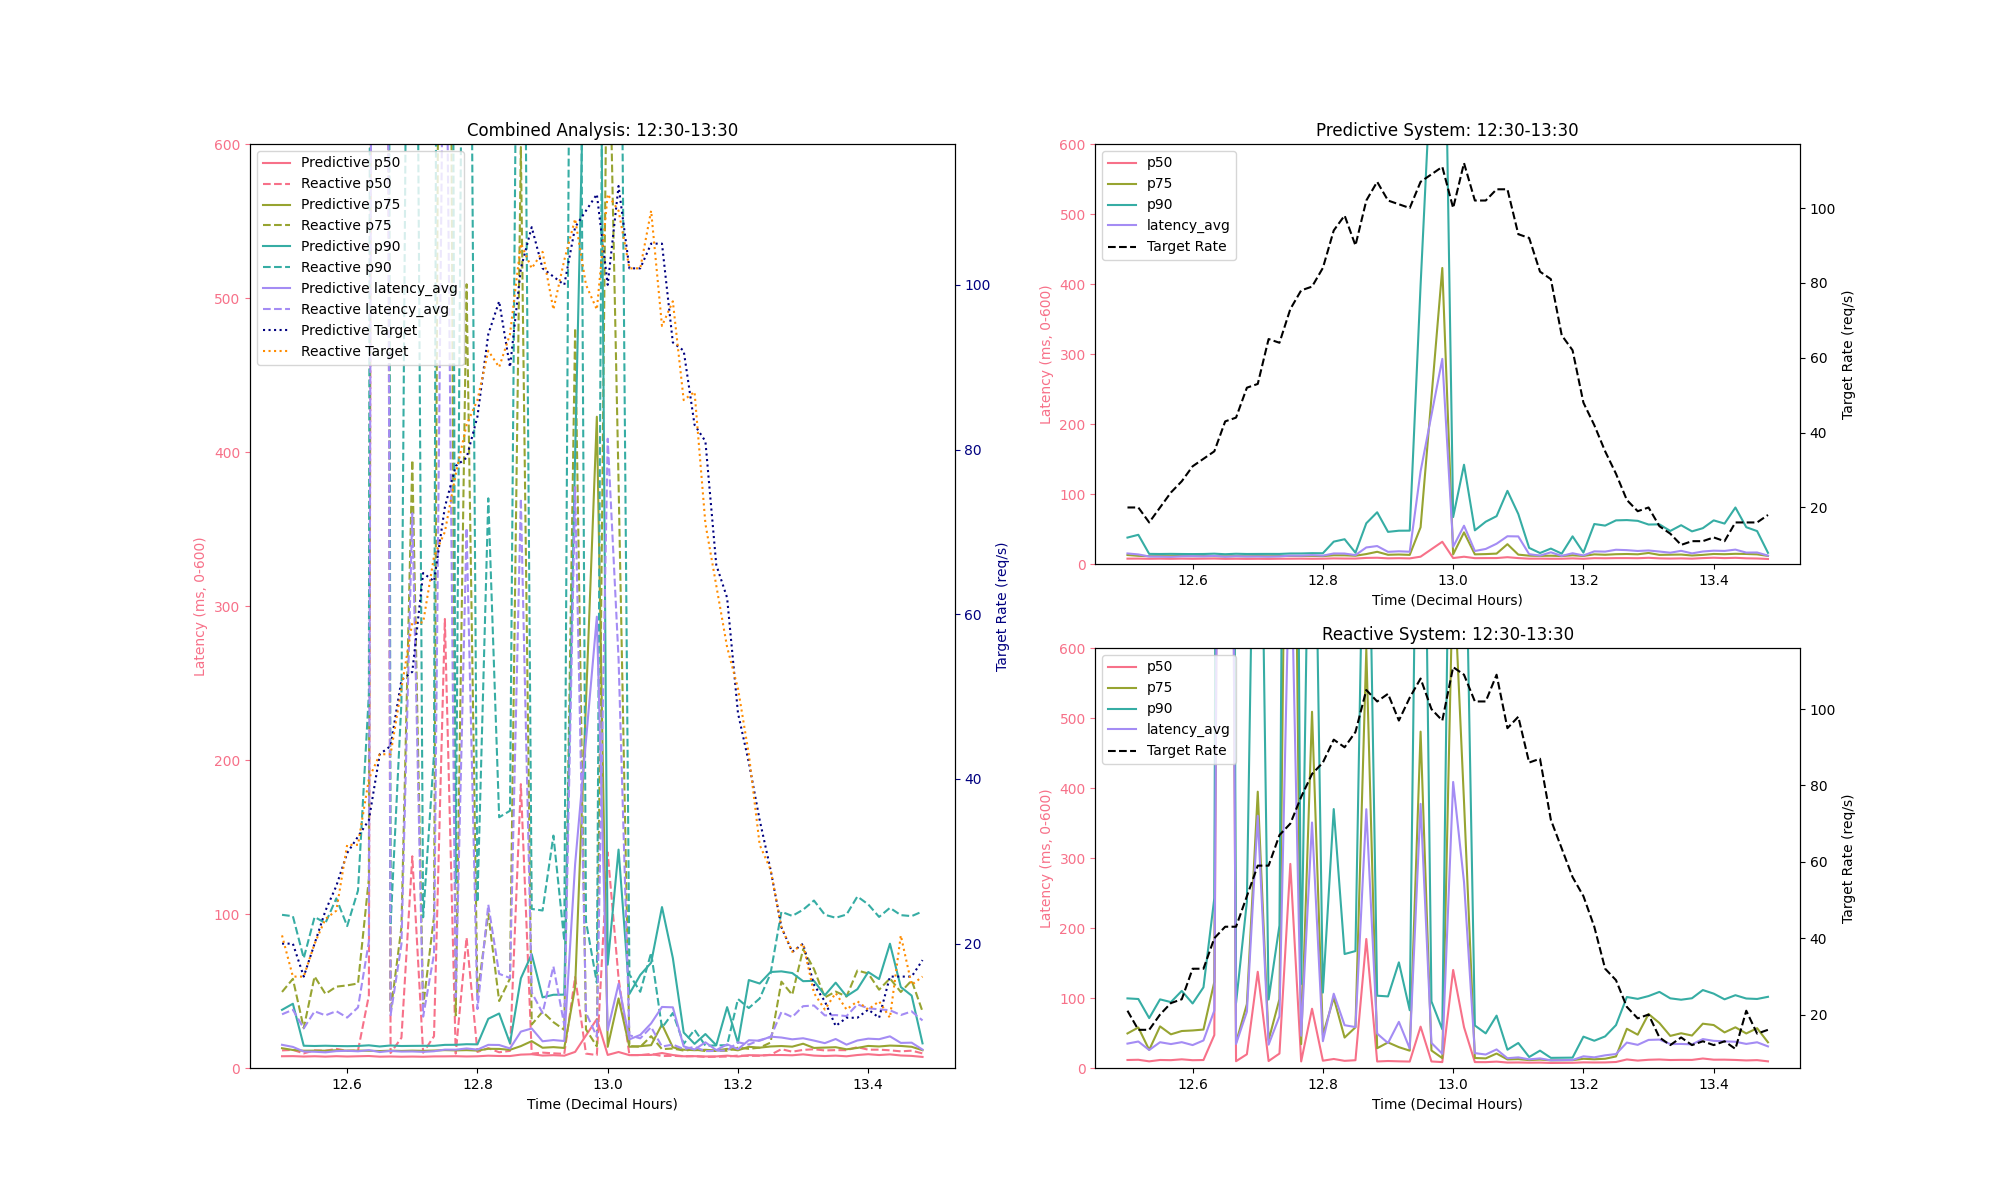 Combined Analysis: 12:30-13:30
Predictive p50
Reactive p50
Predictive p75
Reactive p75
Predictive p90
Reactive p90
Predictive latency_avg
Reactive latency_avg
Predictive Target
Reactive Target
600
500
400
300
200
100
0
Latency (ms, 0-600)
100
80
60
40
20
Target Rate (req/s)
12.6 12.8 13.0 13.2 13.4
Time (Decimal Hours)
Predictive System: 12:30-13:30
p50
p75
p90
latency_avg
Target Rate
600
500
400
300
200
100
0
Latency (ms, 0-600)
100
80
60
40
20
Target Rate (req/s)
12.6 12.8 13.0 13.2 13.4
Time (Decimal Hours)
Reactive System: 12:30-13:30
p50
p75
p90
latency_avg
Target Rate
600
500
400
300
200
100
0
Latency (ms, 0-600)
100
80
60
40
20
Target Rate (req/s)
12.6 12.8 13.0 13.2 13.4
Time (Decimal Hours)